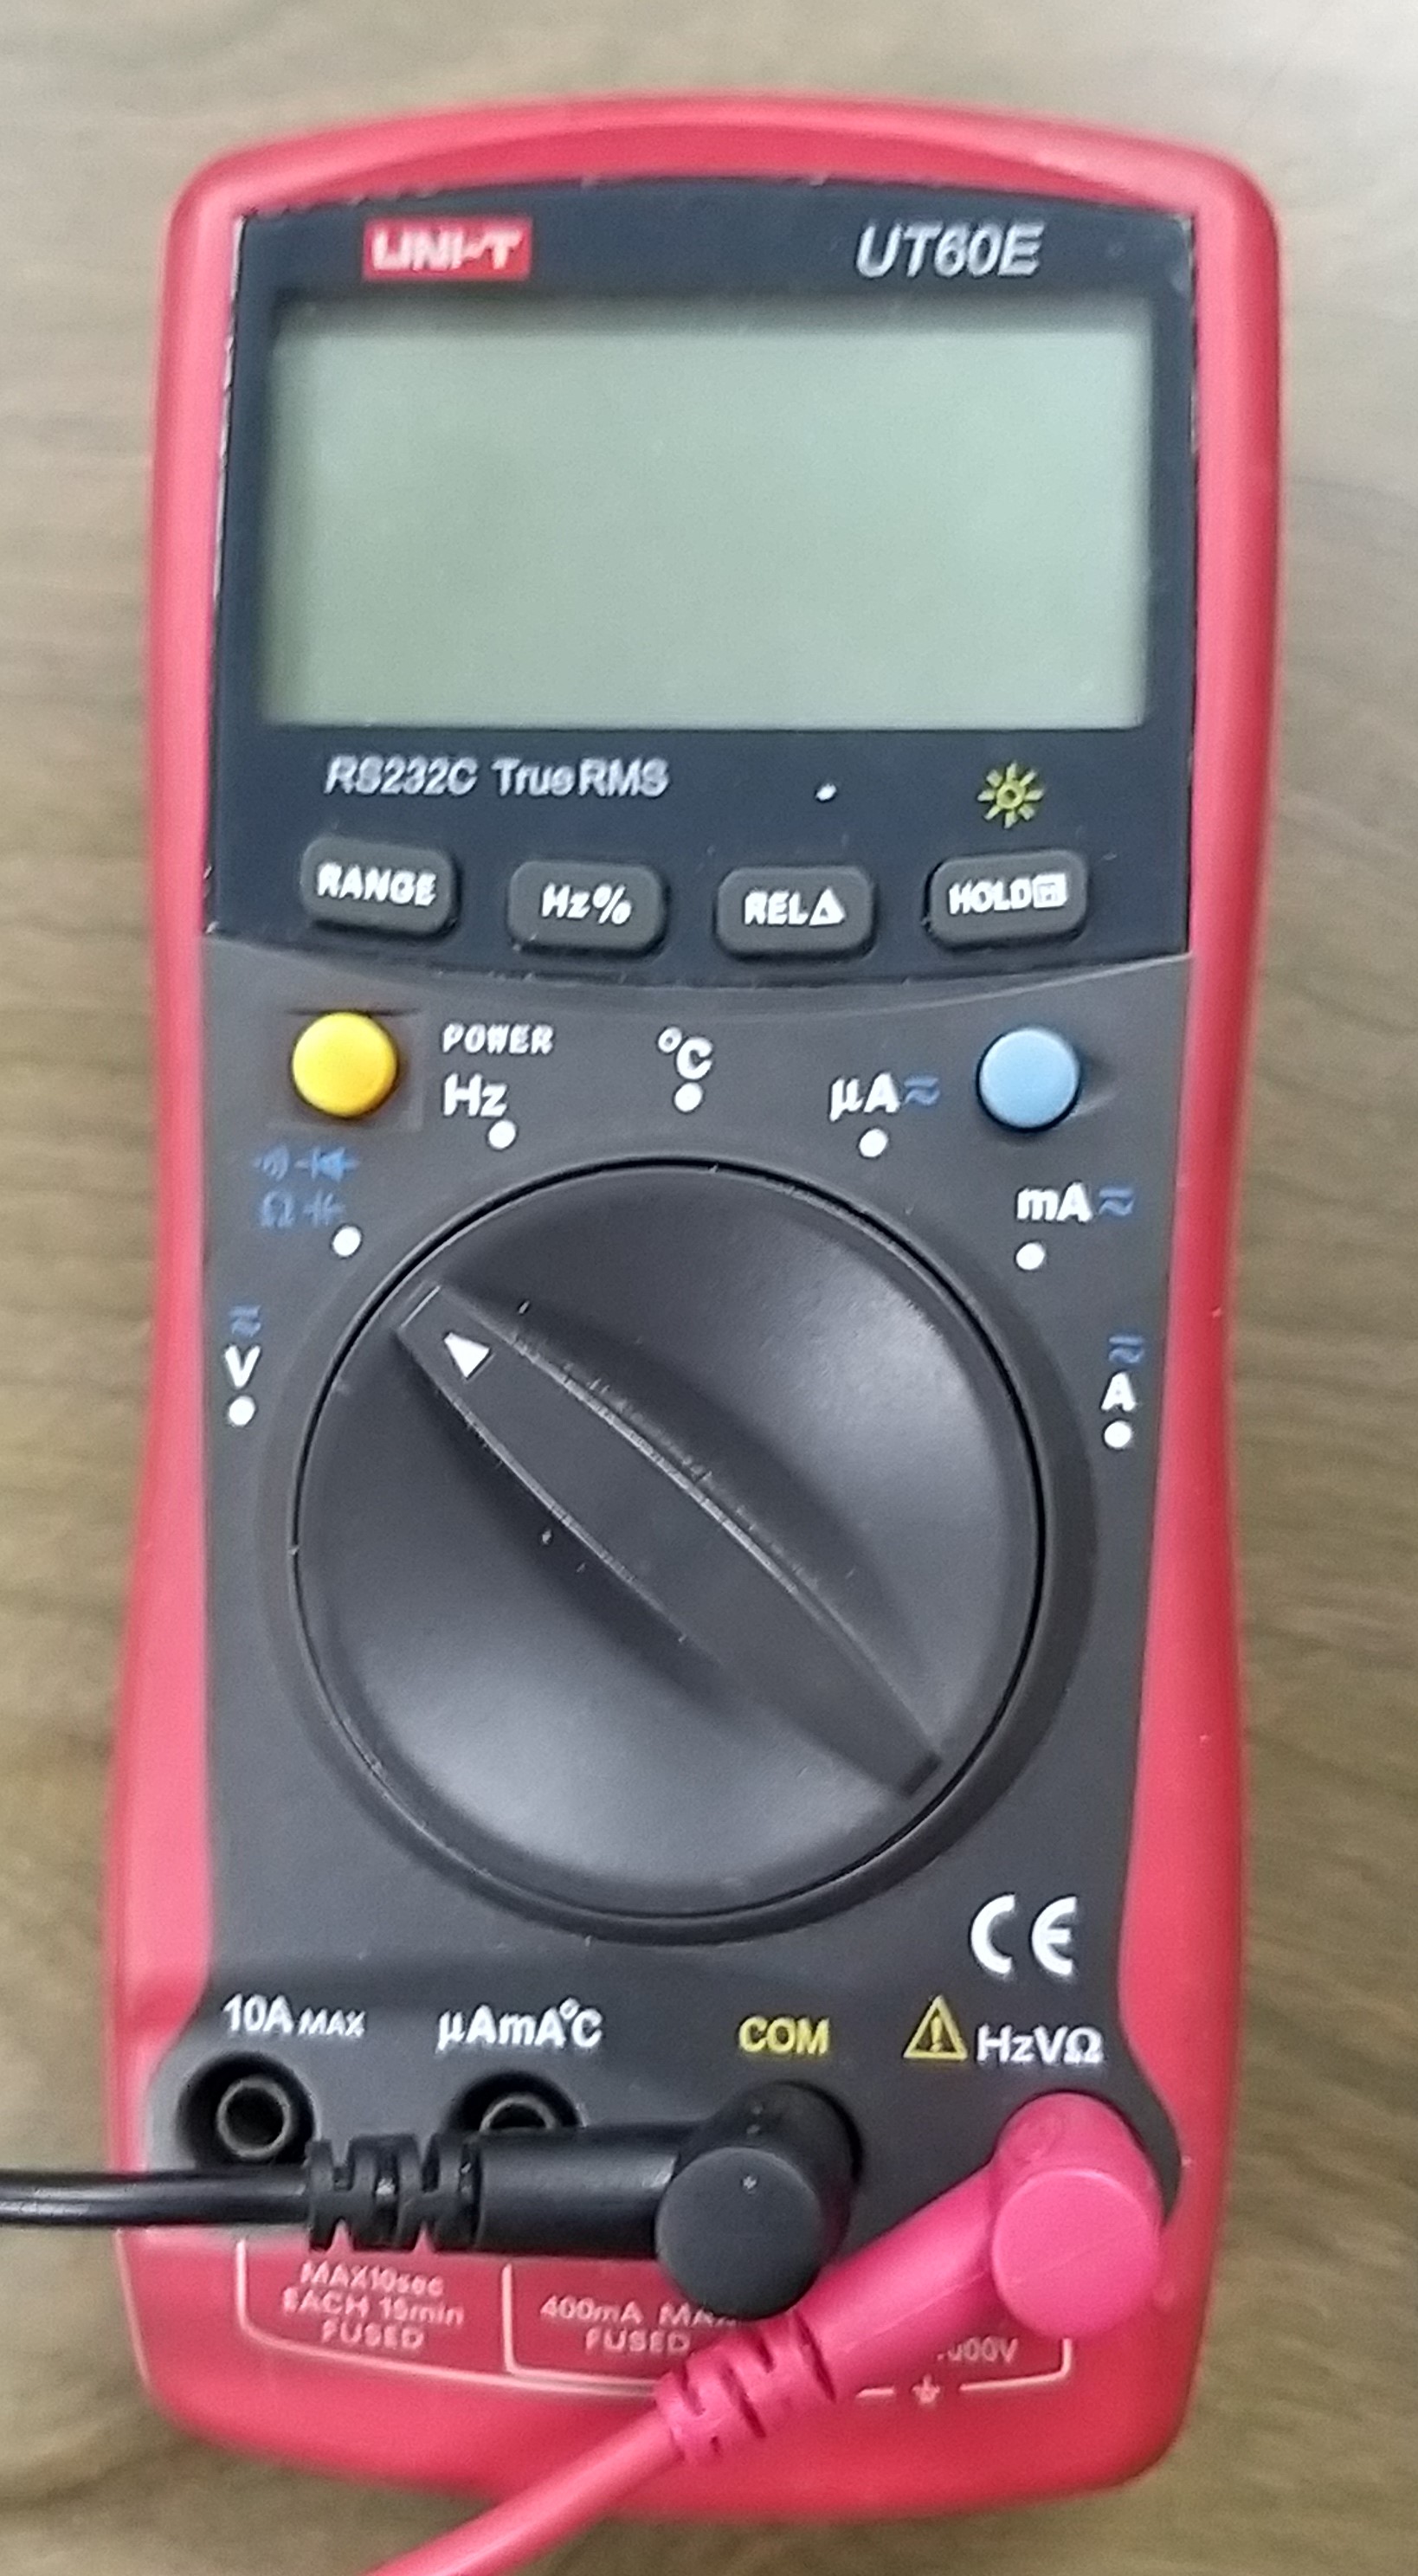 UNI-T UT60E
RS232C True RMS
RANGE Hz% REL△ HOLD
POWER
Hz °C μA≂
Ω
mA≂
V
A
CE
10A MAX μAmA°C COM HzVΩ
MAX10sec
EACH 15min
FUSED
400mA
FUSED
000V